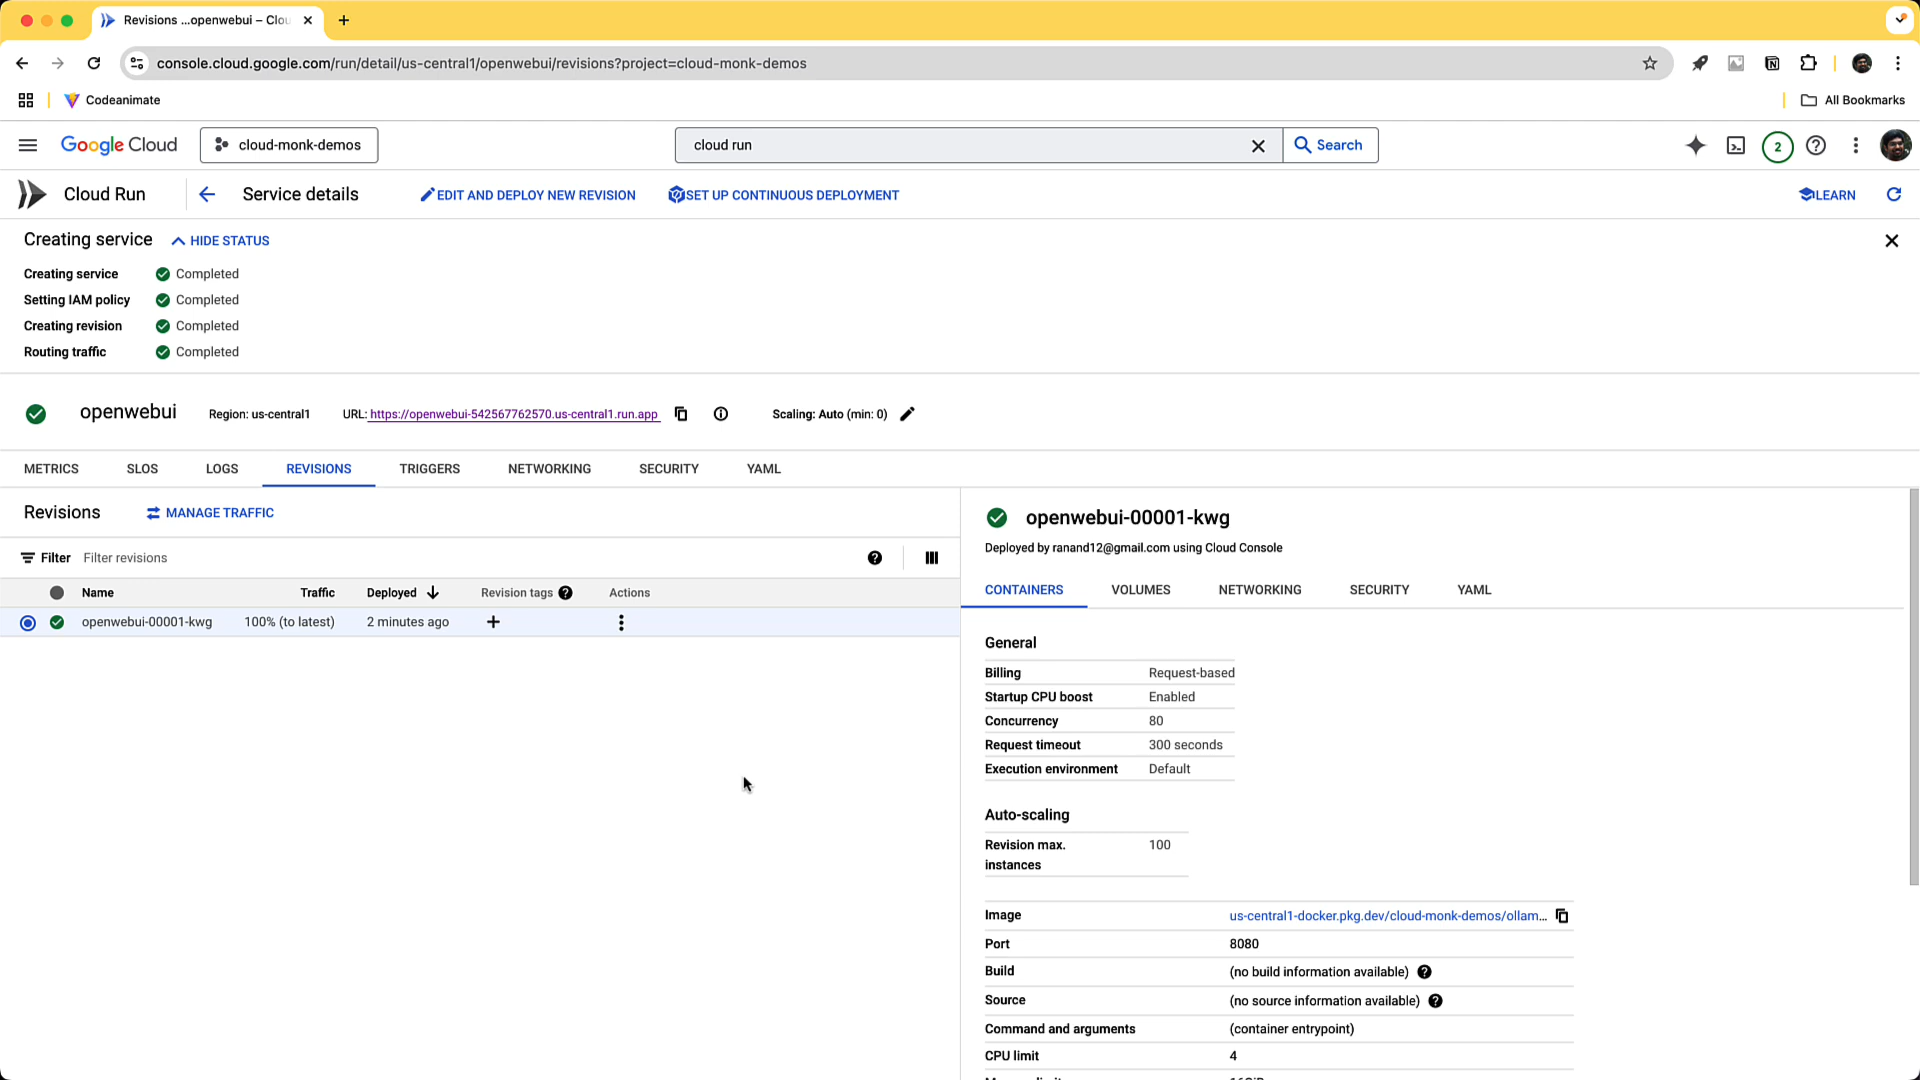 Revisions ...openwebui – Clou
console.cloud.google.com/run/detail/us-central1/openwebui/revisions?project=cloud-monk-demos
Codeanimate
All Bookmarks
Google Cloud
cloud-monk-demos
cloud run
Search
2
Cloud Run
Service details
EDIT AND DEPLOY NEW REVISION
SET UP CONTINUOUS DEPLOYMENT
LEARN
Creating service
HIDE STATUS
Creating service Completed
Setting IAM policy Completed
Creating revision Completed
Routing traffic Completed
openwebui
Region: us-central1
URL: https://openwebui-542567762570.us-central1.run.app
Scaling: Auto (min: 0)
METRICS SLOS LOGS REVISIONS TRIGGERS NETWORKING SECURITY YAML
Revisions
MANAGE TRAFFIC
Filter Filter revisions
Name Traffic Deployed Revision tags Actions
openwebui-00001-kwg 100% (to latest) 2 minutes ago
openwebui-00001-kwg
Deployed by ranand12@gmail.com using Cloud Console
CONTAINERS VOLUMES NETWORKING SECURITY YAML
General
Billing Request-based
Startup CPU boost Enabled
Concurrency 80
Request timeout 300 seconds
Execution environment Default
Auto-scaling
Revision max. 100
instances
Image us-central1-docker.pkg.dev/cloud-monk-demos/ollam...
Port 8080
Build (no build information available)
Source (no source information available)
Command and arguments (container entrypoint)
CPU limit 4